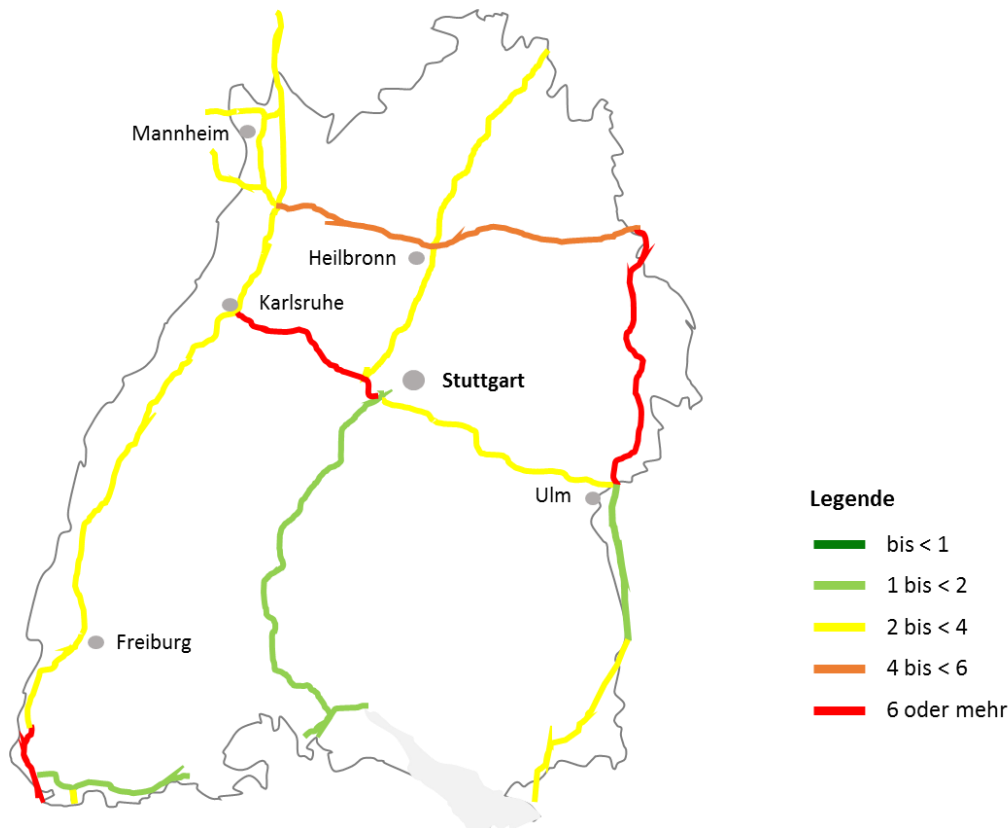 Mannheim
Heilbronn
Karlsruhe
Stuttgart
Ulm
Freiburg
Legende
bis < 1
1 bis < 2
2 bis < 4
4 bis < 6
6 oder mehr